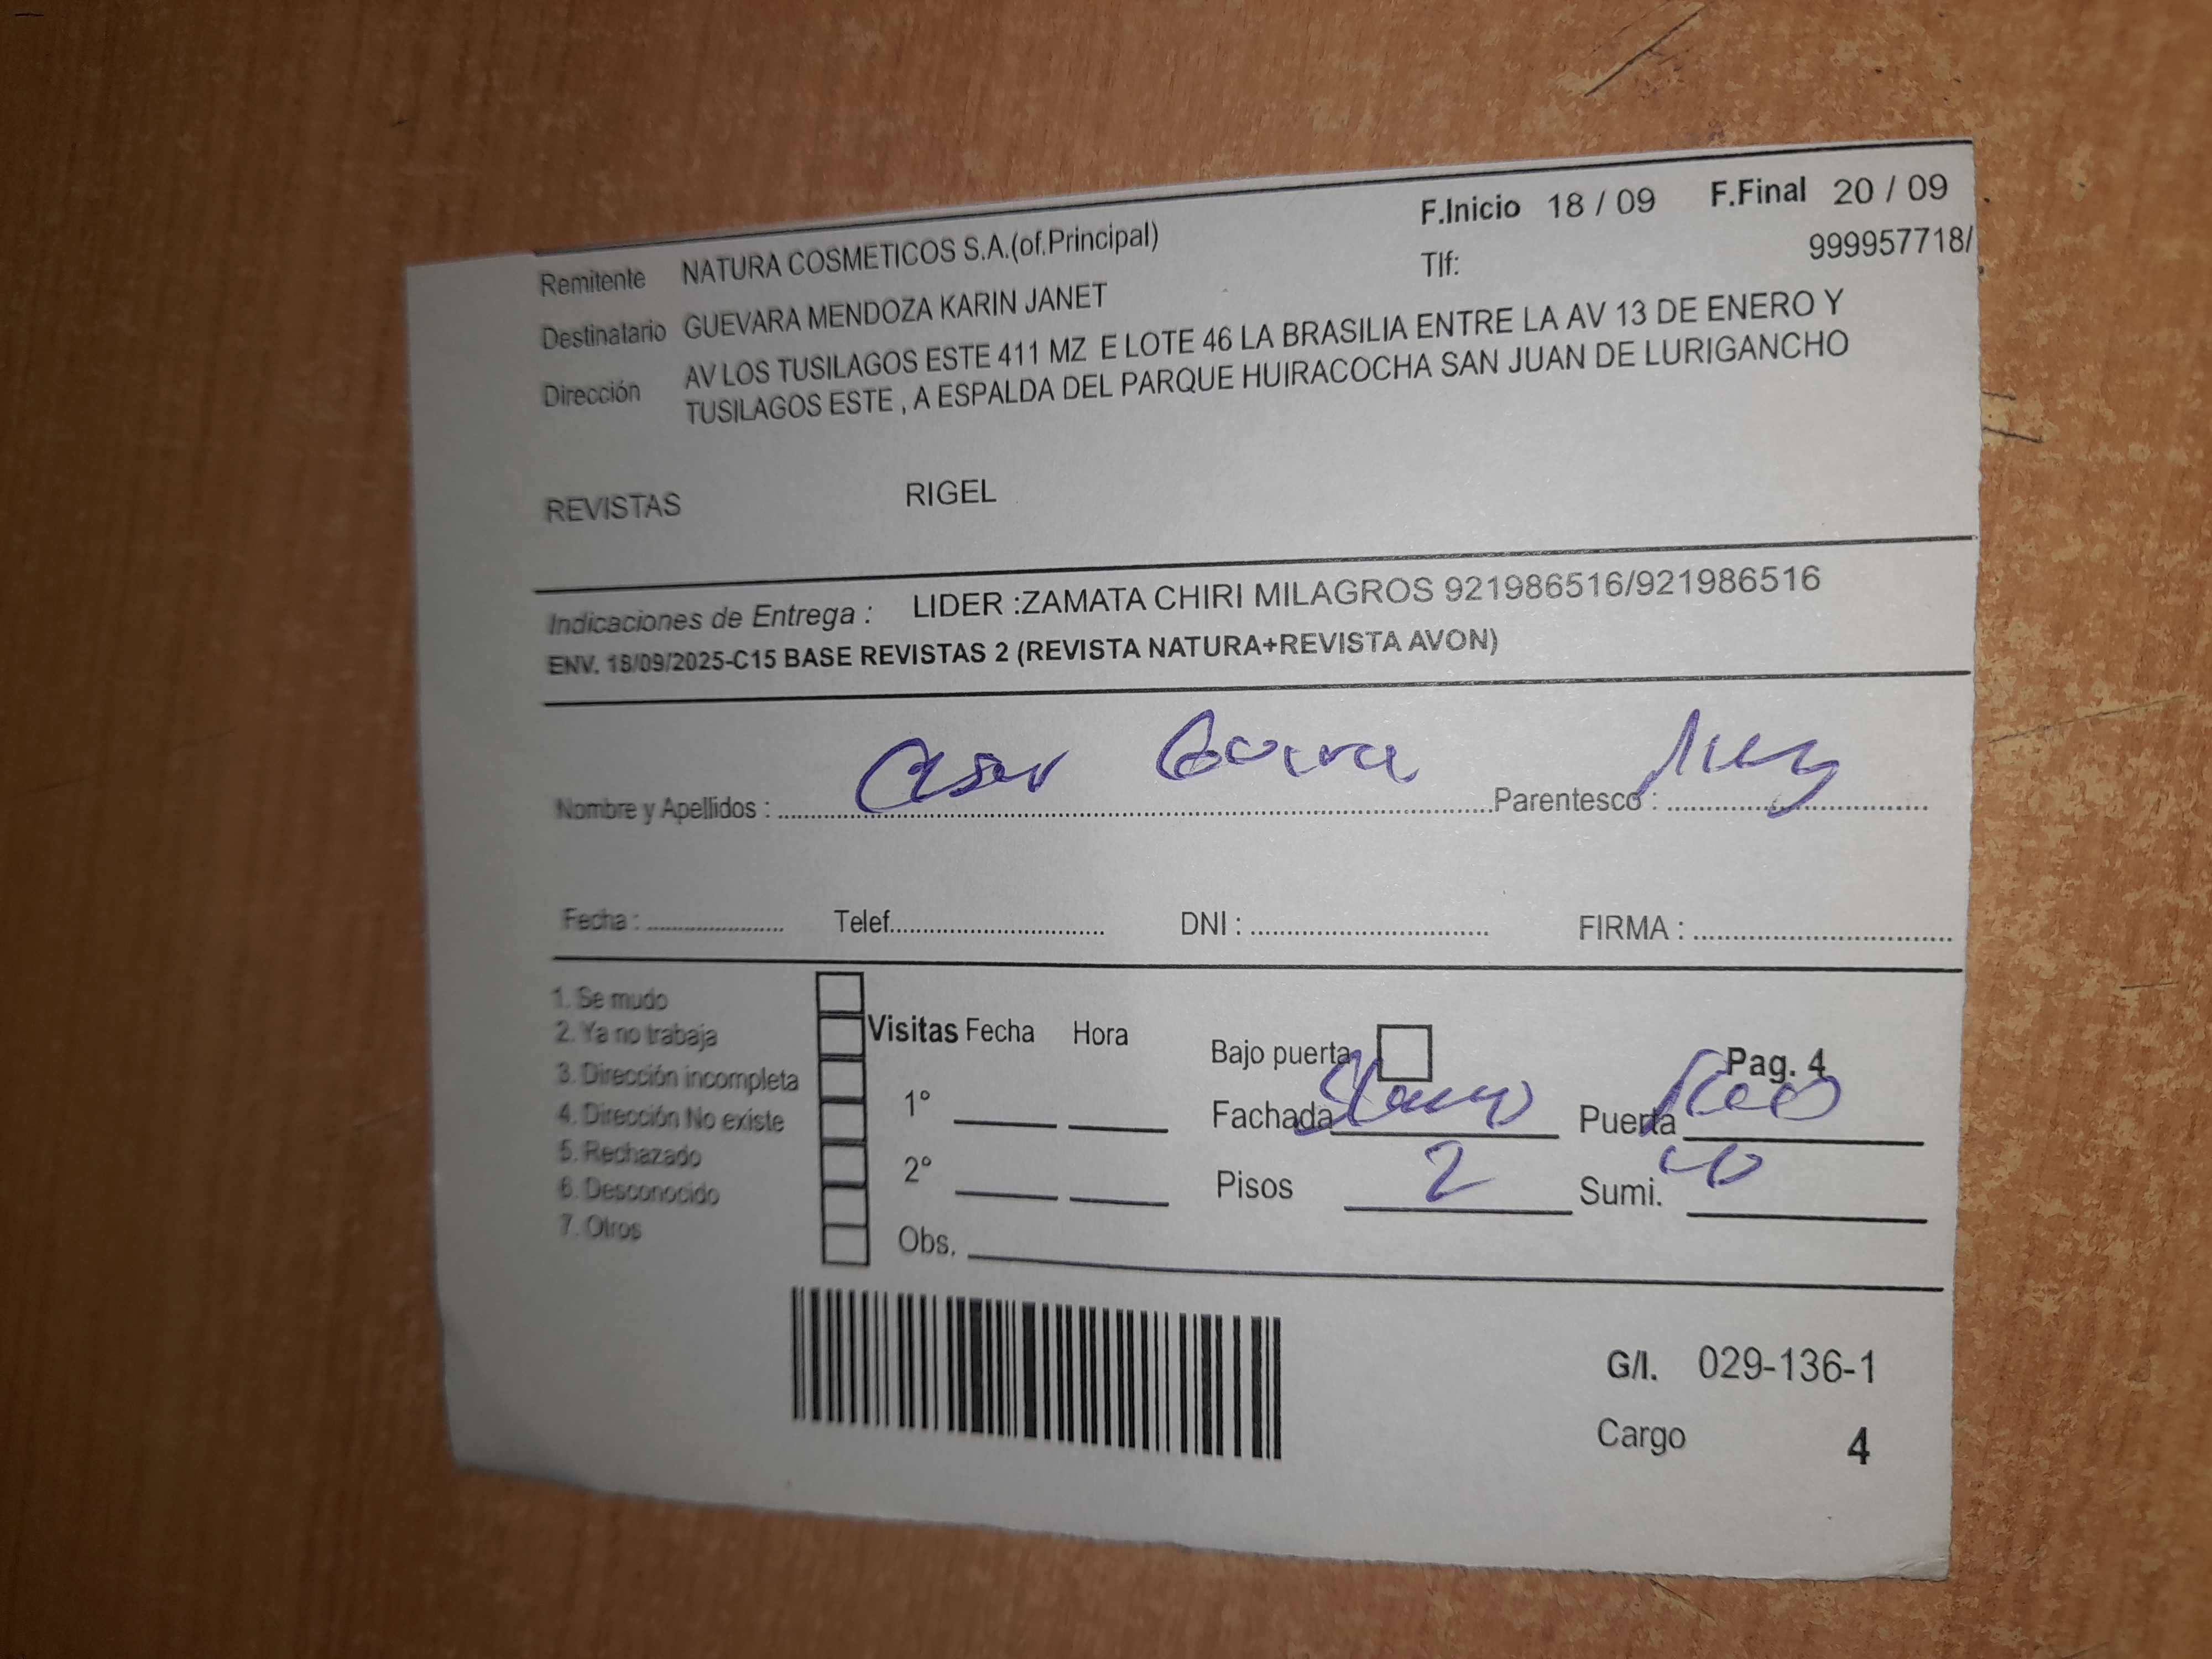 F.Inicio 18 / 09 F.Final 20 / 09
Remitente NATURA COSMETICOS S.A.(of.Principal) Tlf: 999957718/
Destinatario GUEVARA MENDOZA KARIN JANET
Dirección AV LOS TUSILAGOS ESTE 411 MZ E LOTE 46 LA BRASILIA ENTRE LA AV 13 DE ENERO Y
TUSILAGOS ESTE , A ESPALDA DEL PARQUE HUIRACOCHA SAN JUAN DE LURIGANCHO
REVISTAS RIGEL
Indicaciones de Entrega : LIDER :ZAMATA CHIRI MILAGROS 921986516/921986516
ENV. 18/09/2025-C15 BASE REVISTAS 2 (REVISTA NATURA+REVISTA AVON)
Nombre y Apellidos : Parentesco :
Fecha : Telef. DNI : FIRMA :
1. Se mudo
2. Ya no trabaja
3. Dirección incompleta
4. Dirección No existe
5. Rechazado
6. Desconocido
7. Otros
Visitas Fecha Hora
1°
2°
Obs.
Bajo puerta Pag. 4
Fachada Puerta
Pisos 2 Sumi.
G/I. 029-136-1
Cargo 4